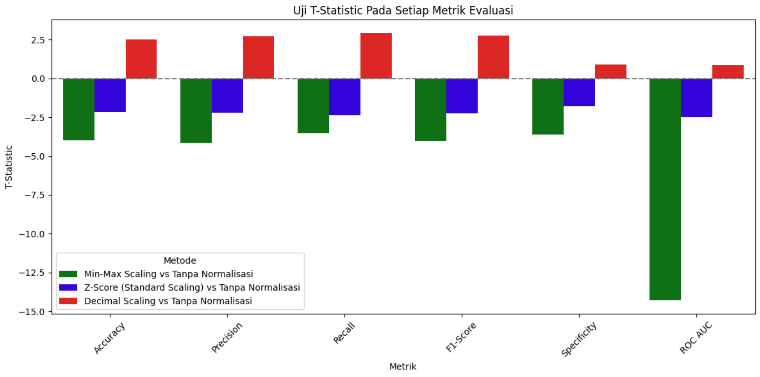 Uji T-Statistic Pada Setiap Metrik Evaluasi
T-Statistic
2.5
0.0
−2.5
−5.0
−7.5
−10.0
−12.5
−15.0
Metode
Min-Max Scaling vs Tanpa Normalisasi
Z-Score (Standard Scaling) vs Tanpa Normalisasi
Decimal Scaling vs Tanpa Normalisasi
Accuracy
Precision
Recall
F1-Score
Specificity
ROC AUC
Metrik